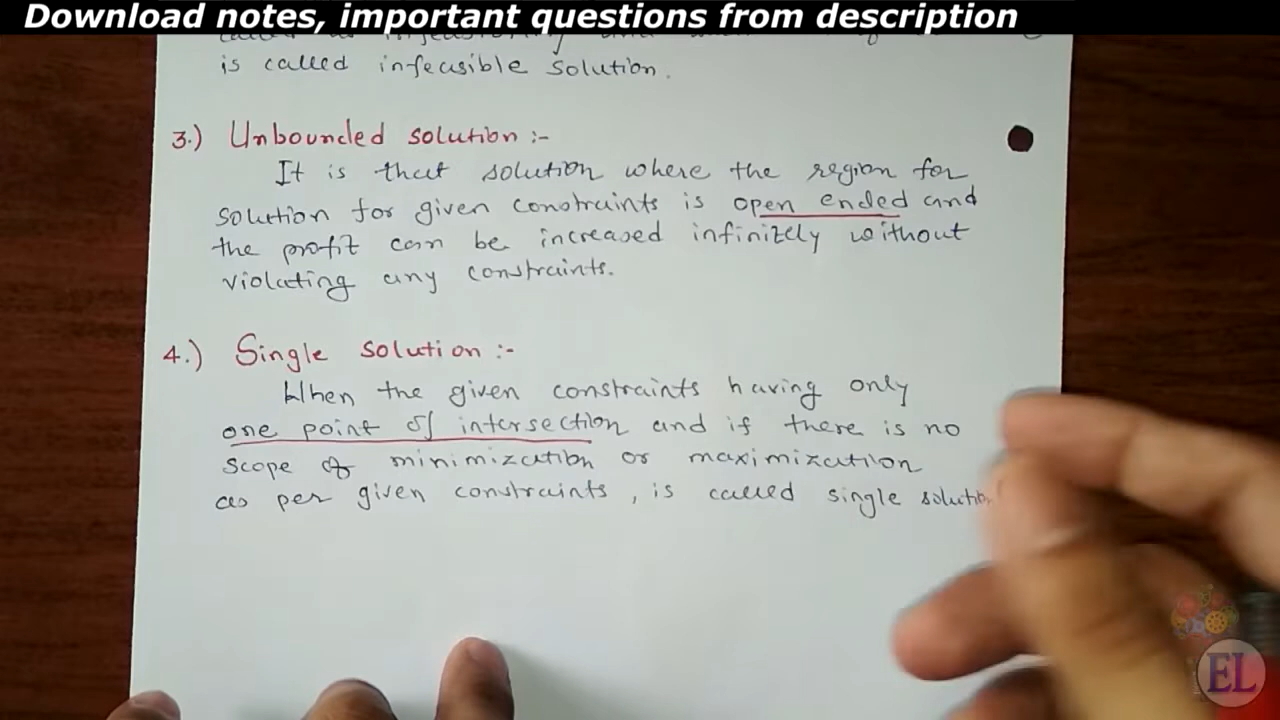 Download notes, important questions from description
is called infeasible solution.
3.) Unbounded solution :-
It is that solution where the region for
solution for given constraints is open ended and
the profit can be increased infinitely without
violating any constraints.
4.) Single solution :-
When the given constraints having only
one point of intersection and if there is no
scope of minimization or maximization
as per given constraints, is called single solution
EL